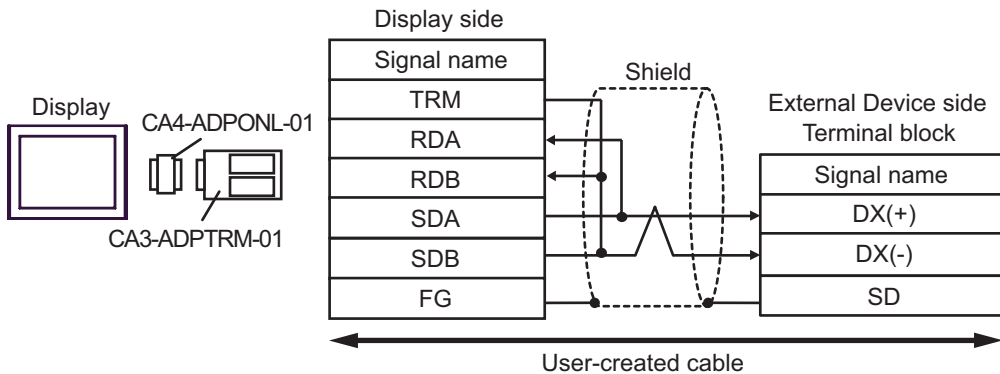 Display side
Signal name
TRM
RDA
RDB
SDA
SDB
FG
Display
CA4-ADPONL-01
CA3-ADPTRM-01
Shield
External Device side
Terminal block
Signal name
DX(+)
DX(-)
SD
User-created cable